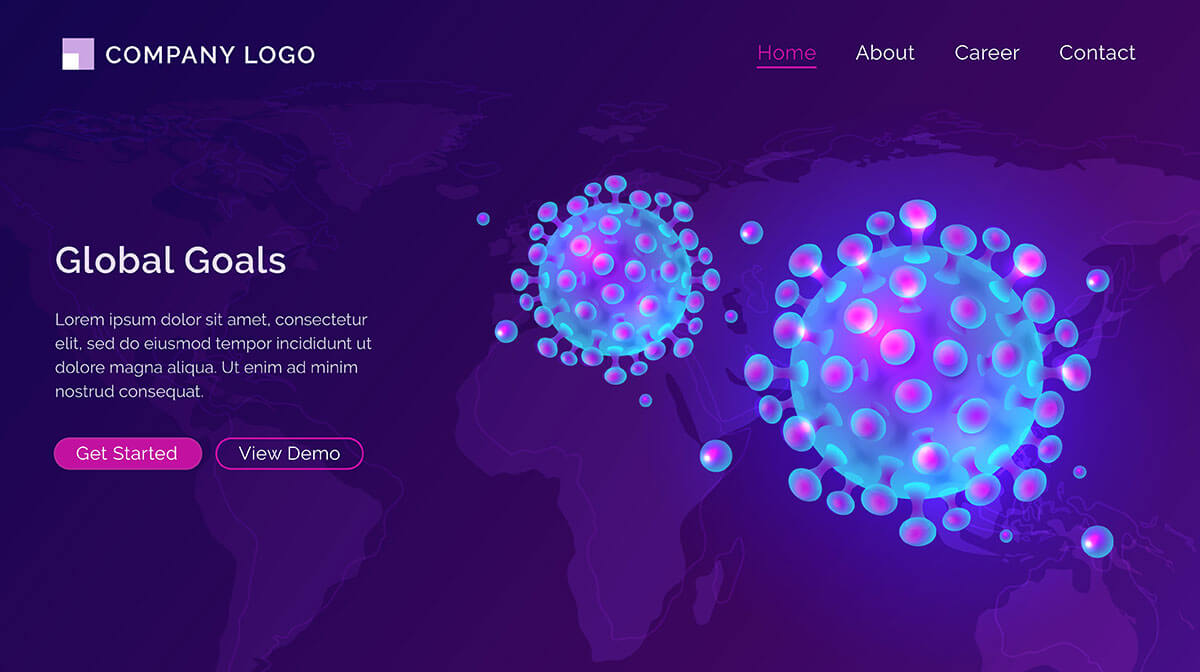 COMPANY LOGO
Home
About
Career
Contact
Global Goals
Lorem ipsum dolor sit amet, consectetur
elit, sed do eiusmod tempor incididunt ut
dolore magna aliqua. Ut enim ad minim
nostrud consequat.
Get Started
View Demo